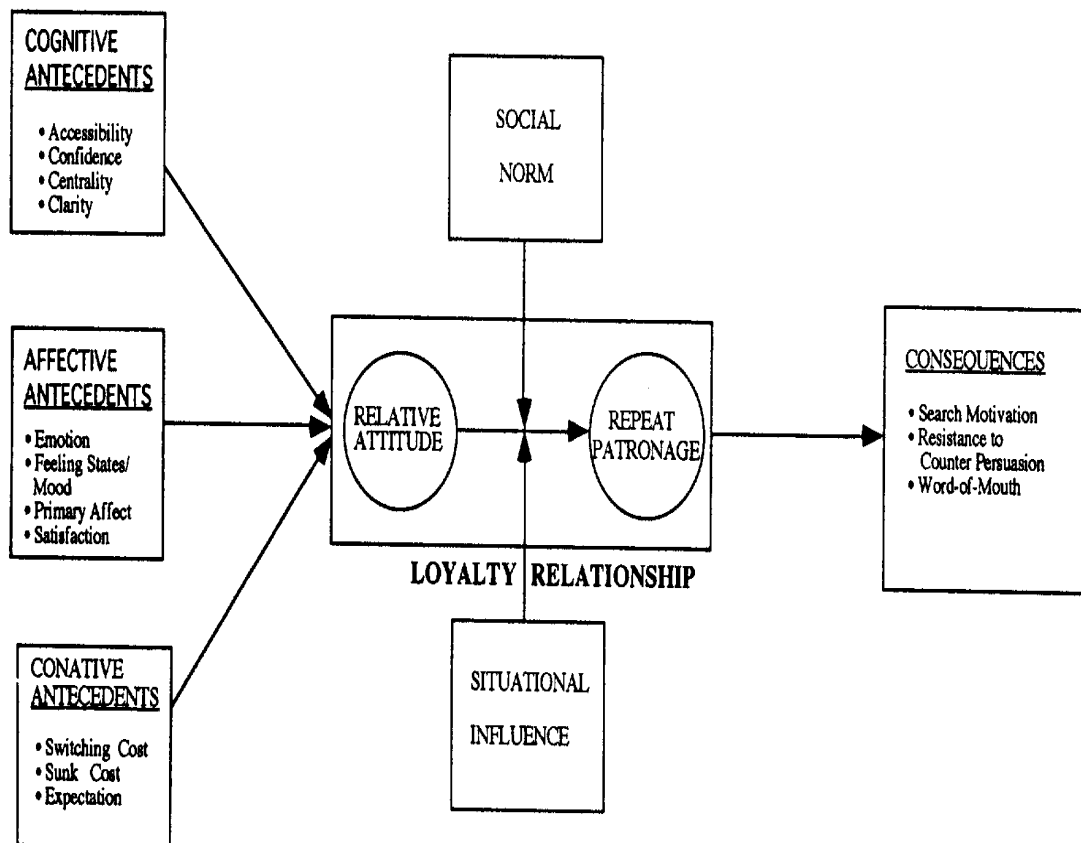 COGNITIVE
ANTECEDENTS
• Accessibility
• Confidence
• Centrality
• Clarity
SOCIAL
NORM
AFFECTIVE
ANTECEDENTS
• Emotion
• Feeling States/
Mood
• Primary Affect
• Satisfaction
RELATIVE
ATTITUDE
REPEAT
PATRONAGE
CONSEQUENCES
• Search Motivation
• Resistance to
Counter Persuasion
• Word-of-Mouth
LOYALTY RELATIONSHIP
CONATIVE
ANTECEDENTS
• Switching Cost
• Sunk Cost
• Expectation
SITUATIONAL
INFLUENCE